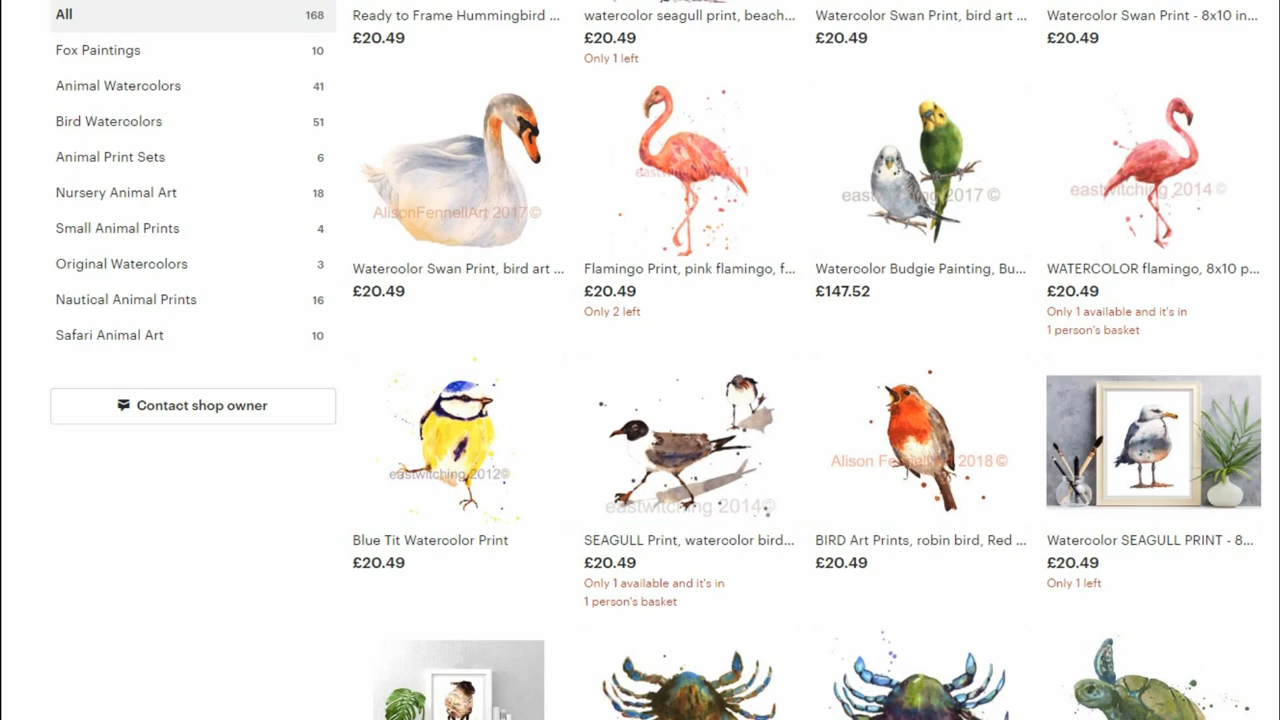 All 168
Fox Paintings 10
Animal Watercolors 41
Bird Watercolors 51
Animal Print Sets 6
Nursery Animal Art 18
Small Animal Prints 4
Original Watercolors 3
Nautical Animal Prints 16
Safari Animal Art 10
Contact shop owner
Ready to Frame Hummingbird ...
£20.49
watercolor seagull print, beach...
£20.49
Only 1 left
Watercolor Swan Print, bird art ...
£20.49
Watercolor Swan Print - 8x10 in...
£20.49
AlisonFennellArt 2017©
Watercolor Swan Print, bird art ...
£20.49
Flamingo Print, pink flamingo, f...
£20.49
Only 2 left
2017 ©
Watercolor Budgie Painting, Bu...
£147.52
eastwitching 2014©
WATERCOLOR flamingo, 8x10 p...
£20.49
Only 1 available and it's in
1 person's basket
eastwitching 2012©
Blue Tit Watercolor Print
£20.49
eastwitching 2014©
SEAGULL Print, watercolor bird...
£20.49
Only 1 available and it's in
1 person's basket
Alison 2018©
BIRD Art Prints, robin bird, Red ...
£20.49
Watercolor SEAGULL PRINT - 8...
£20.49
Only 1 left